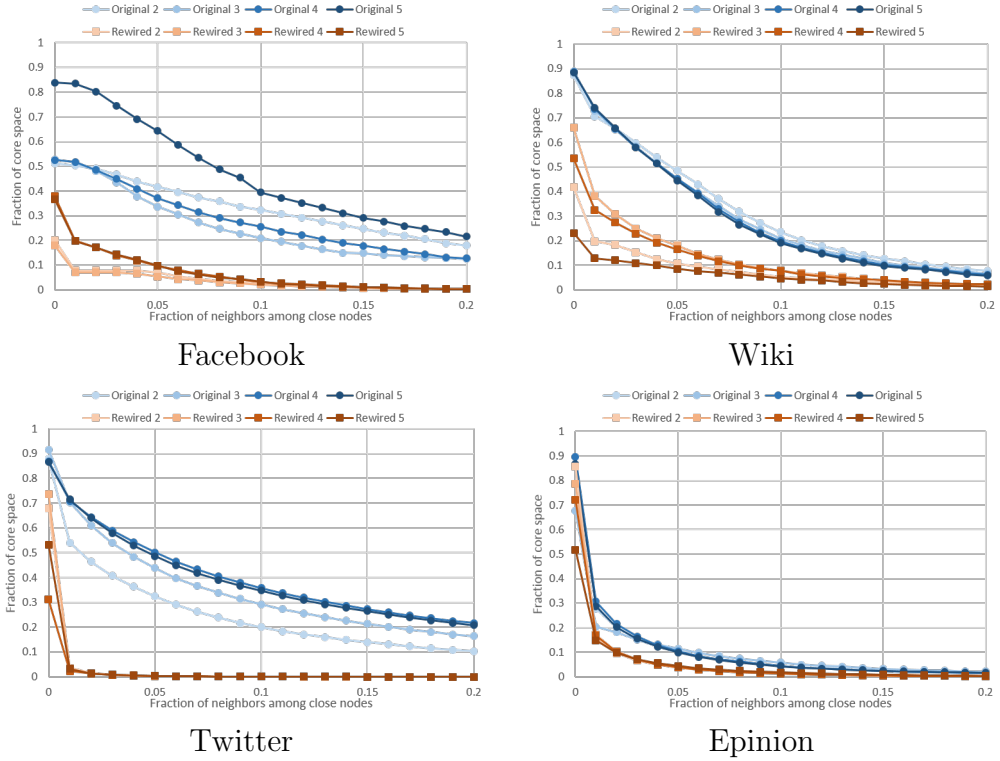 Original 2 Original 3 Orginal 4 Original 5
Rewired 2 Rewired 3 Rewired 4 Rewired 5
1
0.9
0.8
0.7
0.6
0.5
0.4
0.3
0.2
0.1
0
Fraction of core space
0 0.05 0.1 0.15 0.2
Fraction of neighbors among close nodes
Facebook
Original 2 Original 3 Orginal 4 Original 5
Rewired 2 Rewired 3 Rewired 4 Rewired 5
1
0.9
0.8
0.7
0.6
0.5
0.4
0.3
0.2
0.1
0
Fraction of core space
0 0.05 0.1 0.15 0.2
Fraction of neighbors among close nodes
Wiki
Original 2 Original 3 Orginal 4 Original 5
Rewired 2 Rewired 3 Rewired 4 Rewired 5
1
0.9
0.8
0.7
0.6
0.5
0.4
0.3
0.2
0.1
0
Fraction of core space
0 0.05 0.1 0.15 0.2
Fraction of neighbors among close nodes
Twitter
Original 2 Original 3 Orginal 4 Original 5
Rewired 2 Rewired 3 Rewired 4 Rewired 5
1
0.9
0.8
0.7
0.6
0.5
0.4
0.3
0.2
0.1
0
Fraction of core space
0 0.05 0.1 0.15 0.2
Fraction of neighbors among close nodes
Epinion